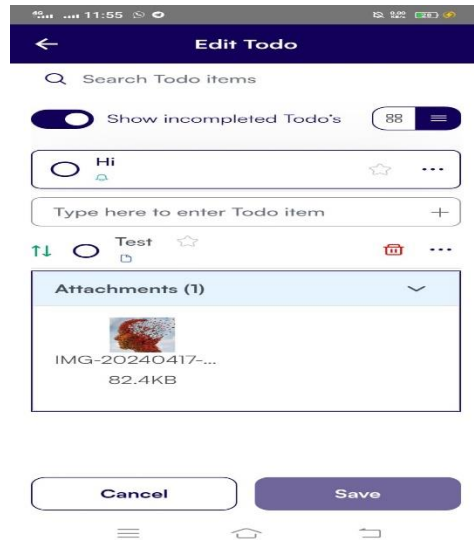 11:55
Edit Todo
Search Todo items
Show incompleted Todo's
Hi
Type here to enter Todo item
Test
Attachments (1)
IMG-20240417-...
82.4KB
Cancel
Save